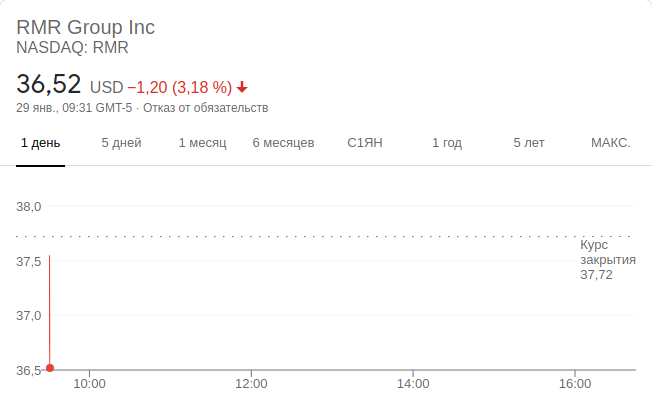 RMR Group Inc
NASDAQ: RMR
36,52 USD −1,20 (3,18 %)
29 янв., 09:31 GMT-5 · Отказ от обязательств
1 день 5 дней 1 месяц 6 месяцев С1ЯН 1 год 5 лет МАКС.
38,0
Курс
закрытия
37,72
37,5
37,0
36,5
10:00 12:00 14:00 16:00